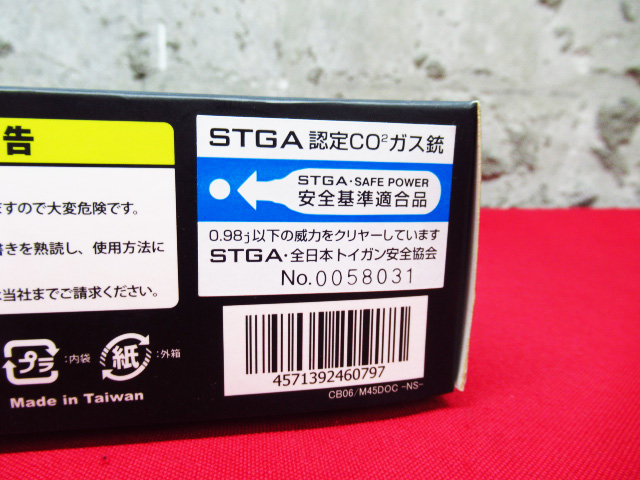 告
ますので大変危険です。
書きを熟読し、使用方法に
は当社までご請求ください。
プラ
:内袋
紙
:外箱
Made in Taiwan
STGA 認定CO²ガス銃
STGA・SAFE POWER
安全基準適合品
0.98j以下の威力をクリヤーしています
STGA・全日本トイガン安全協会
No.0058031
4571392460797
CB06/M45DOC -NS-